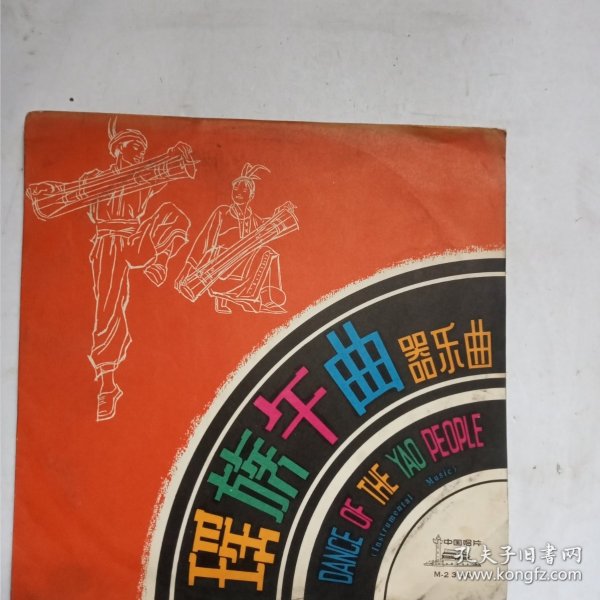 瑶族午曲 器乐曲
DANCE OF THE YAO PEOPLE
(Instrumental Music)
中国唱片
孔夫子旧书网
www.kongfz.com